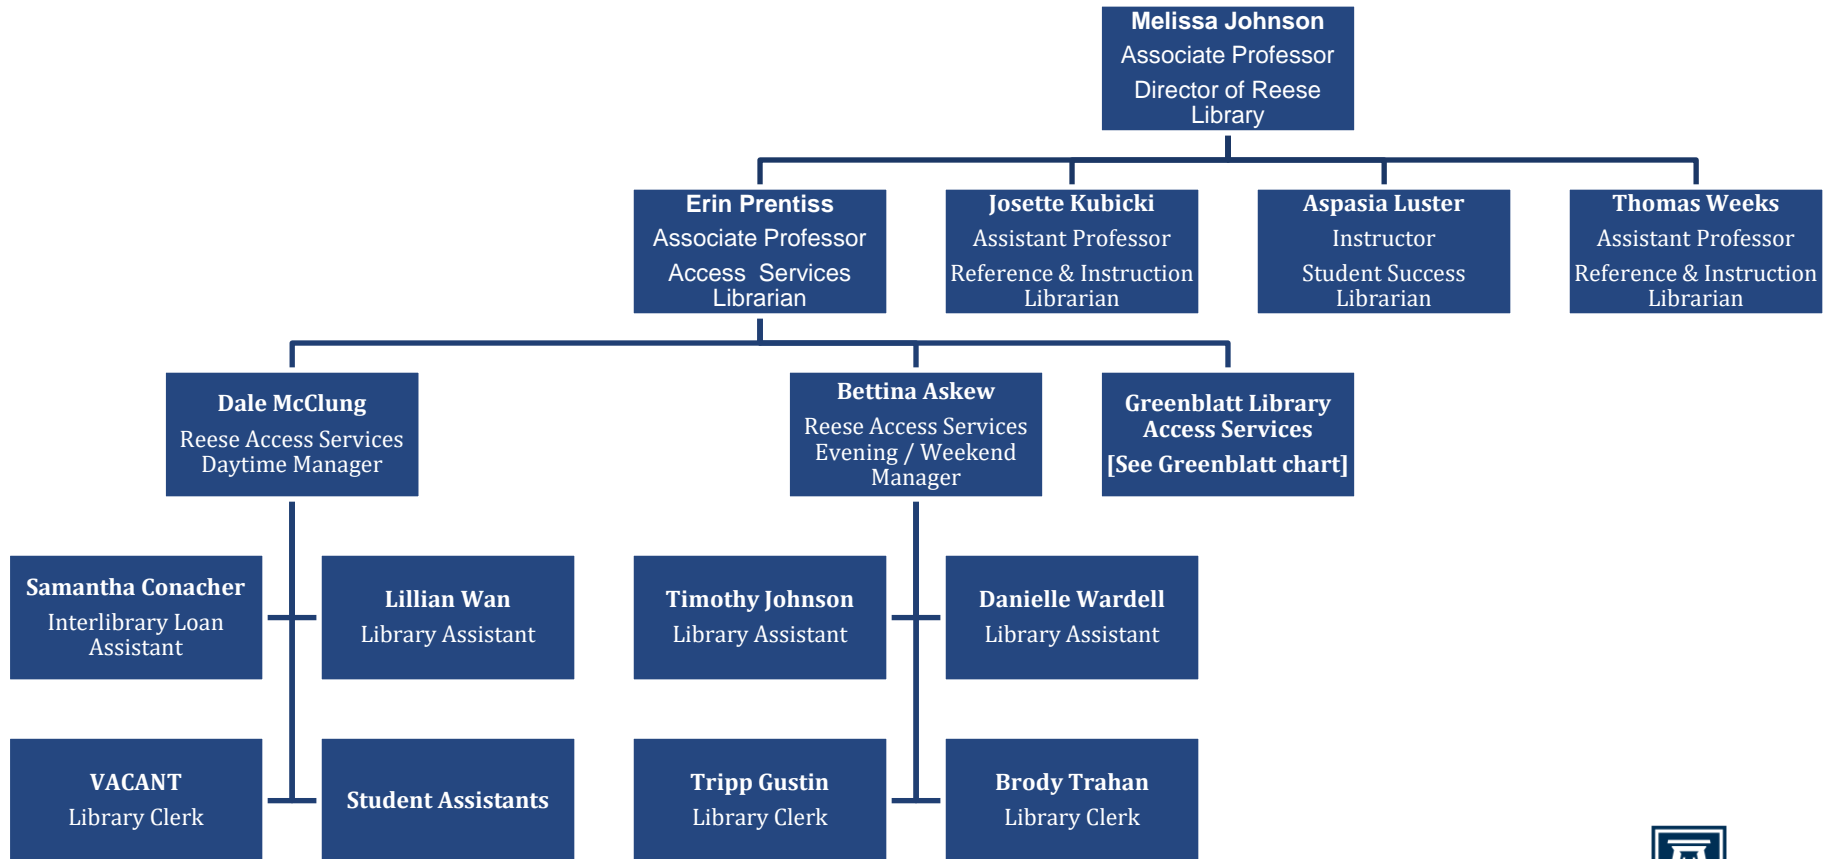 Melissa Johnson
Associate Professor
Director of Reese
Library
Erin Prentiss
Associate Professor
Access  Services
Librarian
Josette Kubicki
Assistant Professor
Reference & Instruction
Librarian
Aspasia Luster
Instructor
Student Success
Librarian
Thomas Weeks
Assistant Professor
Reference & Instruction
Librarian
Dale McClung
Reese Access Services
Daytime Manager
Bettina Askew
Reese Access Services
Evening / Weekend
Manager
Greenblatt Library
Access Services
[See Greenblatt chart]
Samantha Conacher
Interlibrary Loan
Assistant
Lillian Wan
Library Assistant
Timothy Johnson
Library Assistant
Danielle Wardell
Library Assistant
VACANT
Library Clerk
Student Assistants
Tripp Gustin
Library Clerk
Brody Trahan
Library Clerk